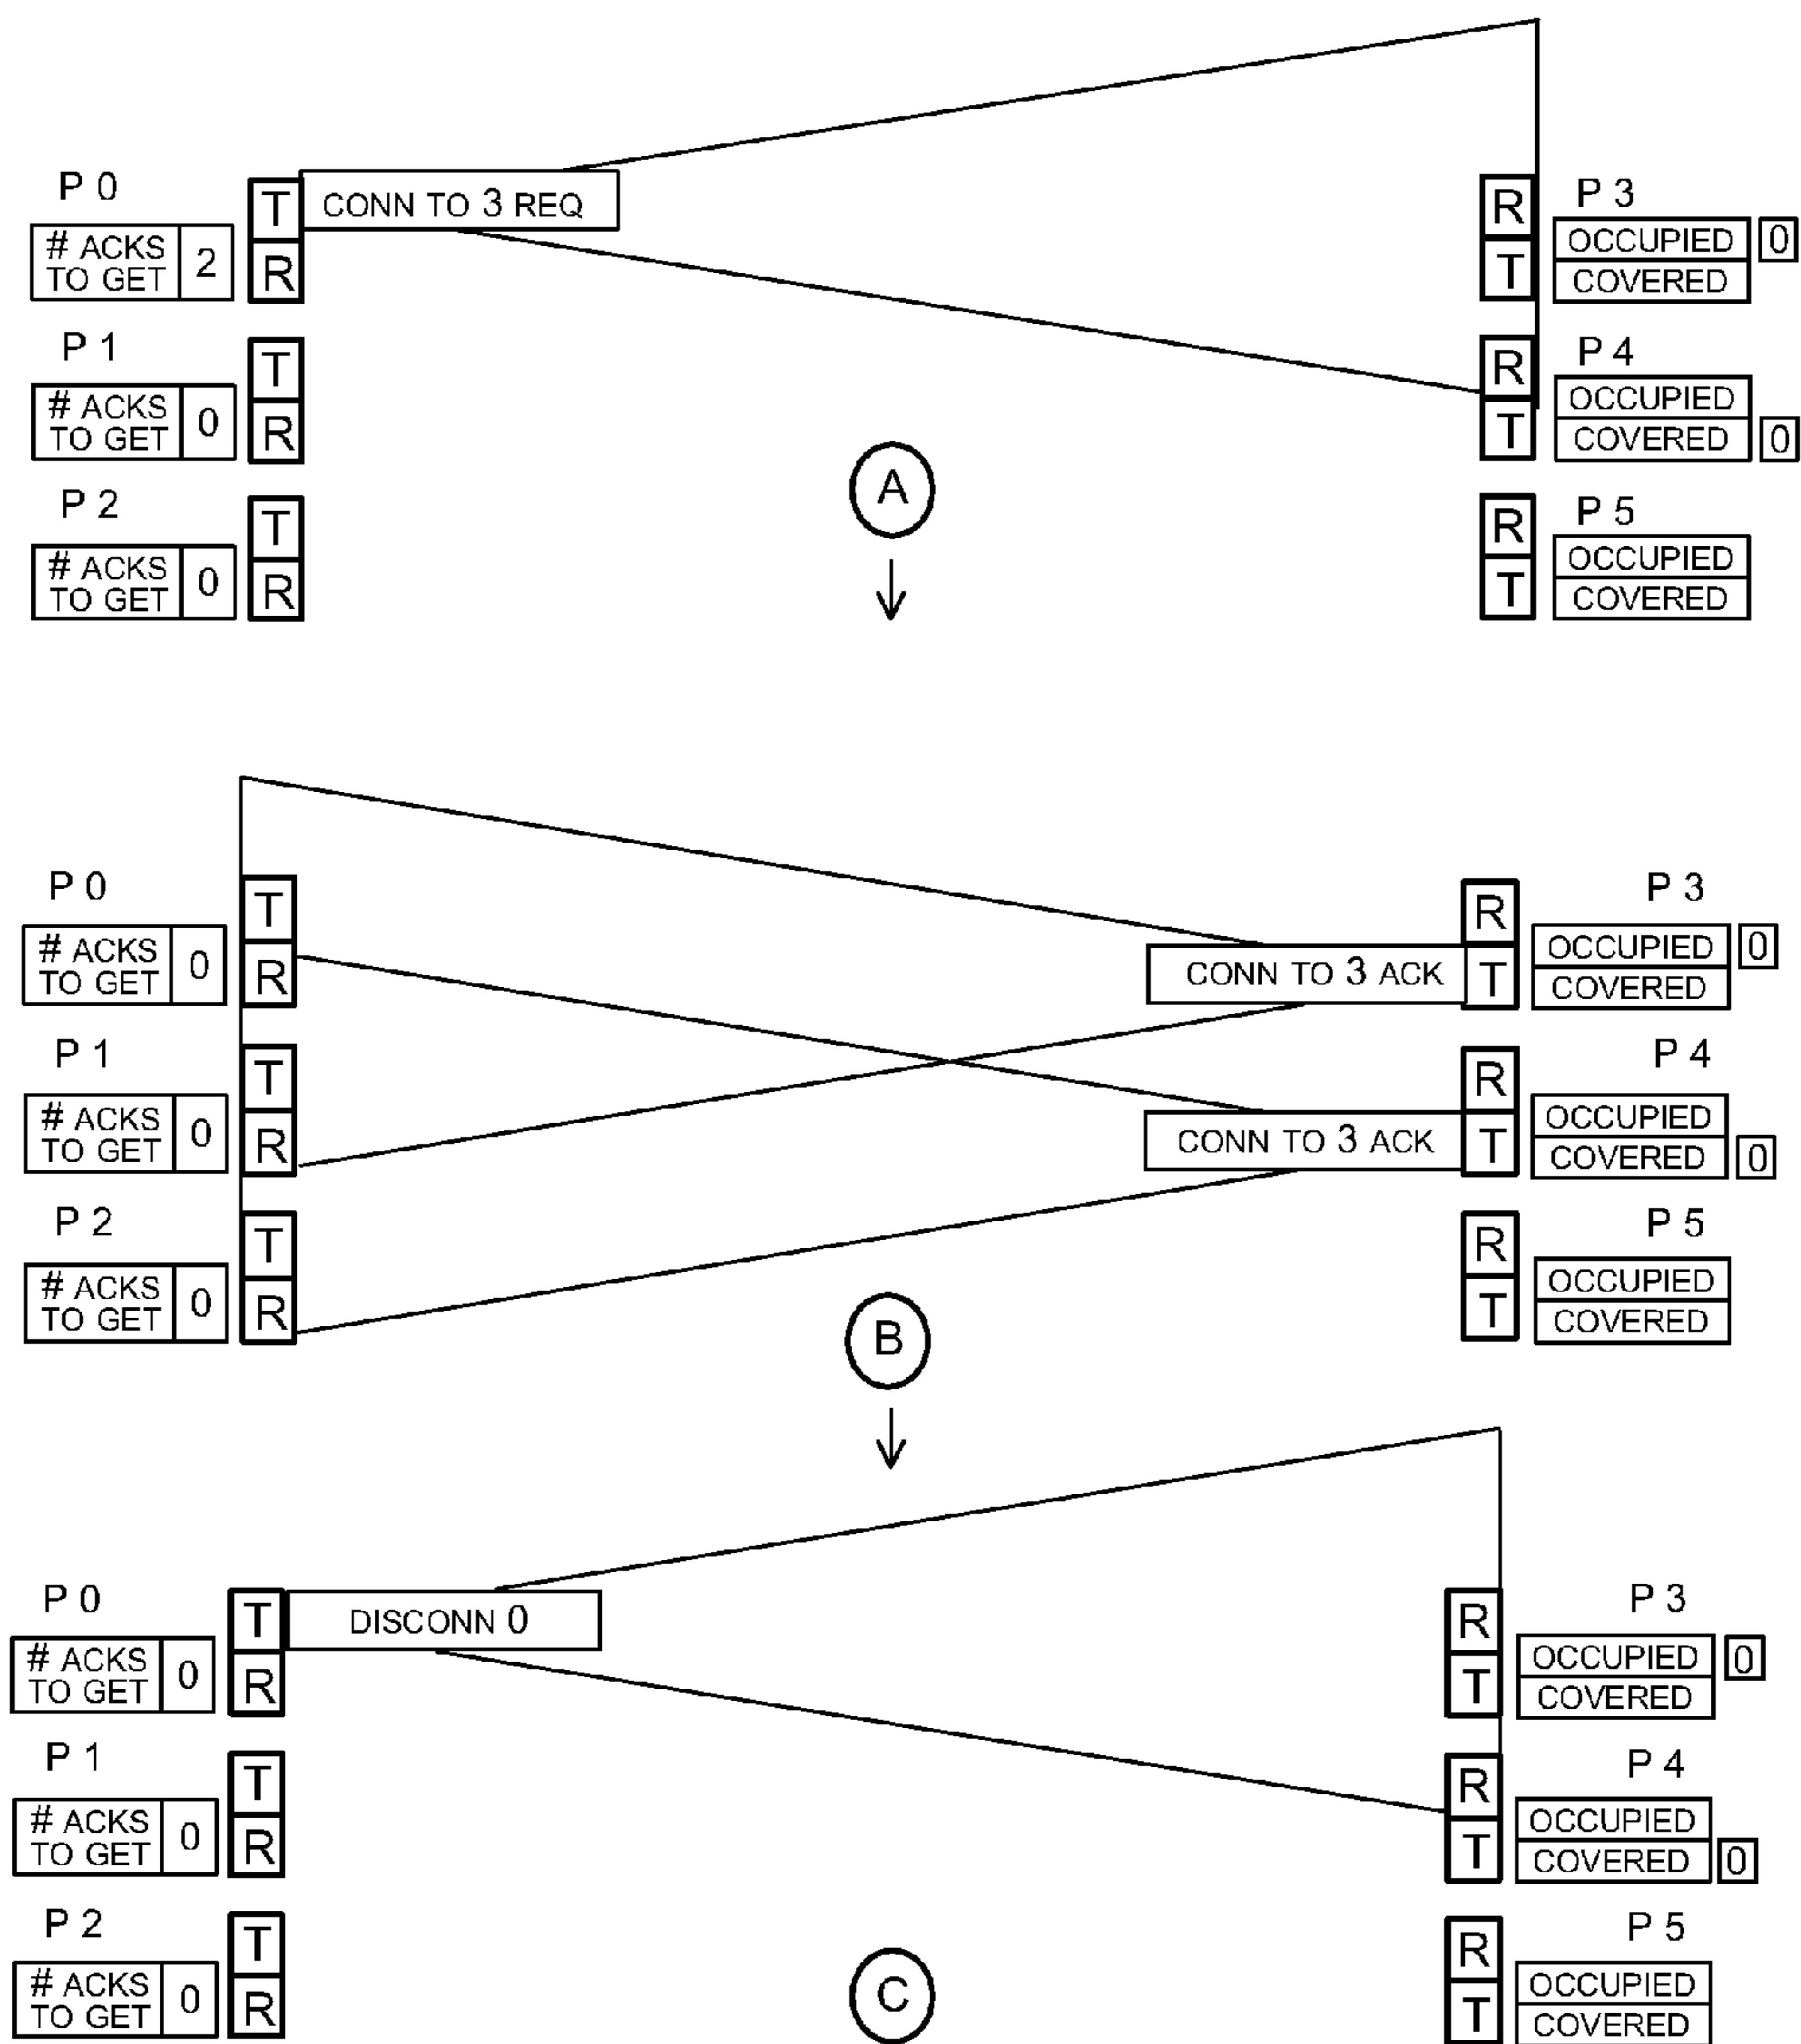 P 0
T
CONN TO 3 REQ
# ACKS
TO GET
2
R
R
P 3
OCCUPIED
0
T
COVERED
P 1
T
# ACKS
TO GET
0
R
R
P 4
OCCUPIED
T
COVERED
0
A
P 2
T
# ACKS
TO GET
0
R
R
P 5
OCCUPIED
T
COVERED
P 0
T
# ACKS
TO GET
0
R
R
P 3
OCCUPIED
0
CONN TO 3 ACK
T
COVERED
P 1
T
# ACKS
TO GET
0
R
R
P 4
OCCUPIED
CONN TO 3 ACK
T
COVERED
0
P 2
T
# ACKS
TO GET
0
R
R
P 5
OCCUPIED
T
COVERED
B
P 0
T
DISCONN 0
# ACKS
TO GET
0
R
R
P 3
OCCUPIED
0
T
COVERED
P 1
T
# ACKS
TO GET
0
R
R
P 4
OCCUPIED
T
COVERED
0
P 2
T
# ACKS
TO GET
0
R
C
R
P 5
OCCUPIED
T
COVERED